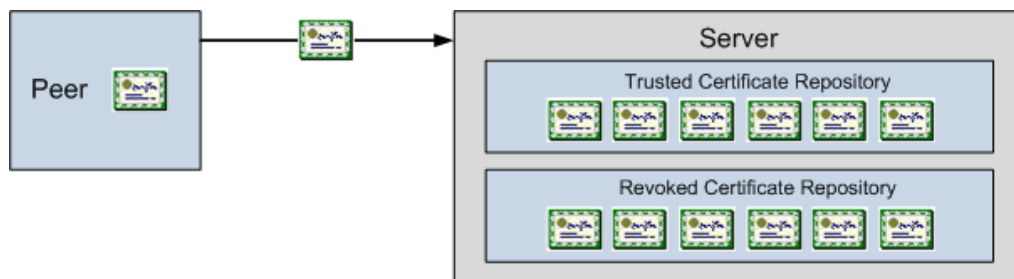 Peer
Server
Trusted Certificate Repository
Revoked Certificate Repository